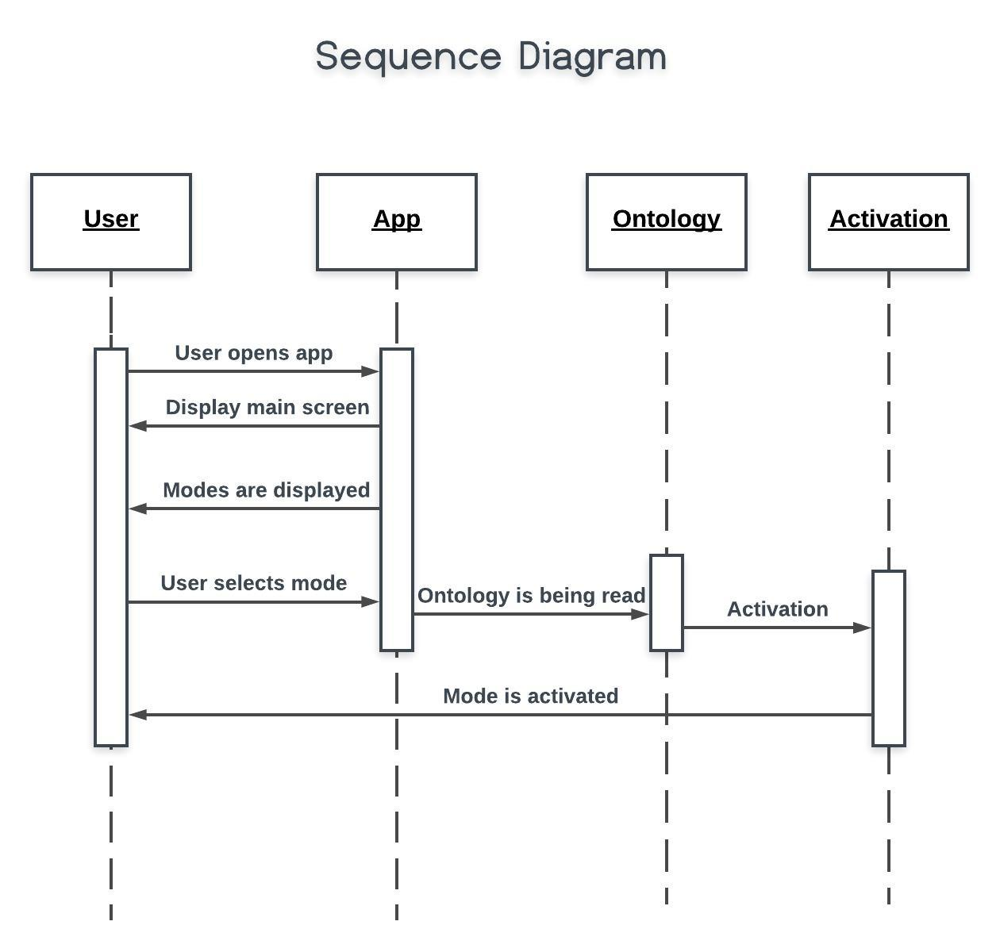 Sequence Diagram
User
App
Ontology
Activation
User opens app
Display main screen
Modes are displayed
User selects mode
Ontology is being read
Activation
Mode is activated